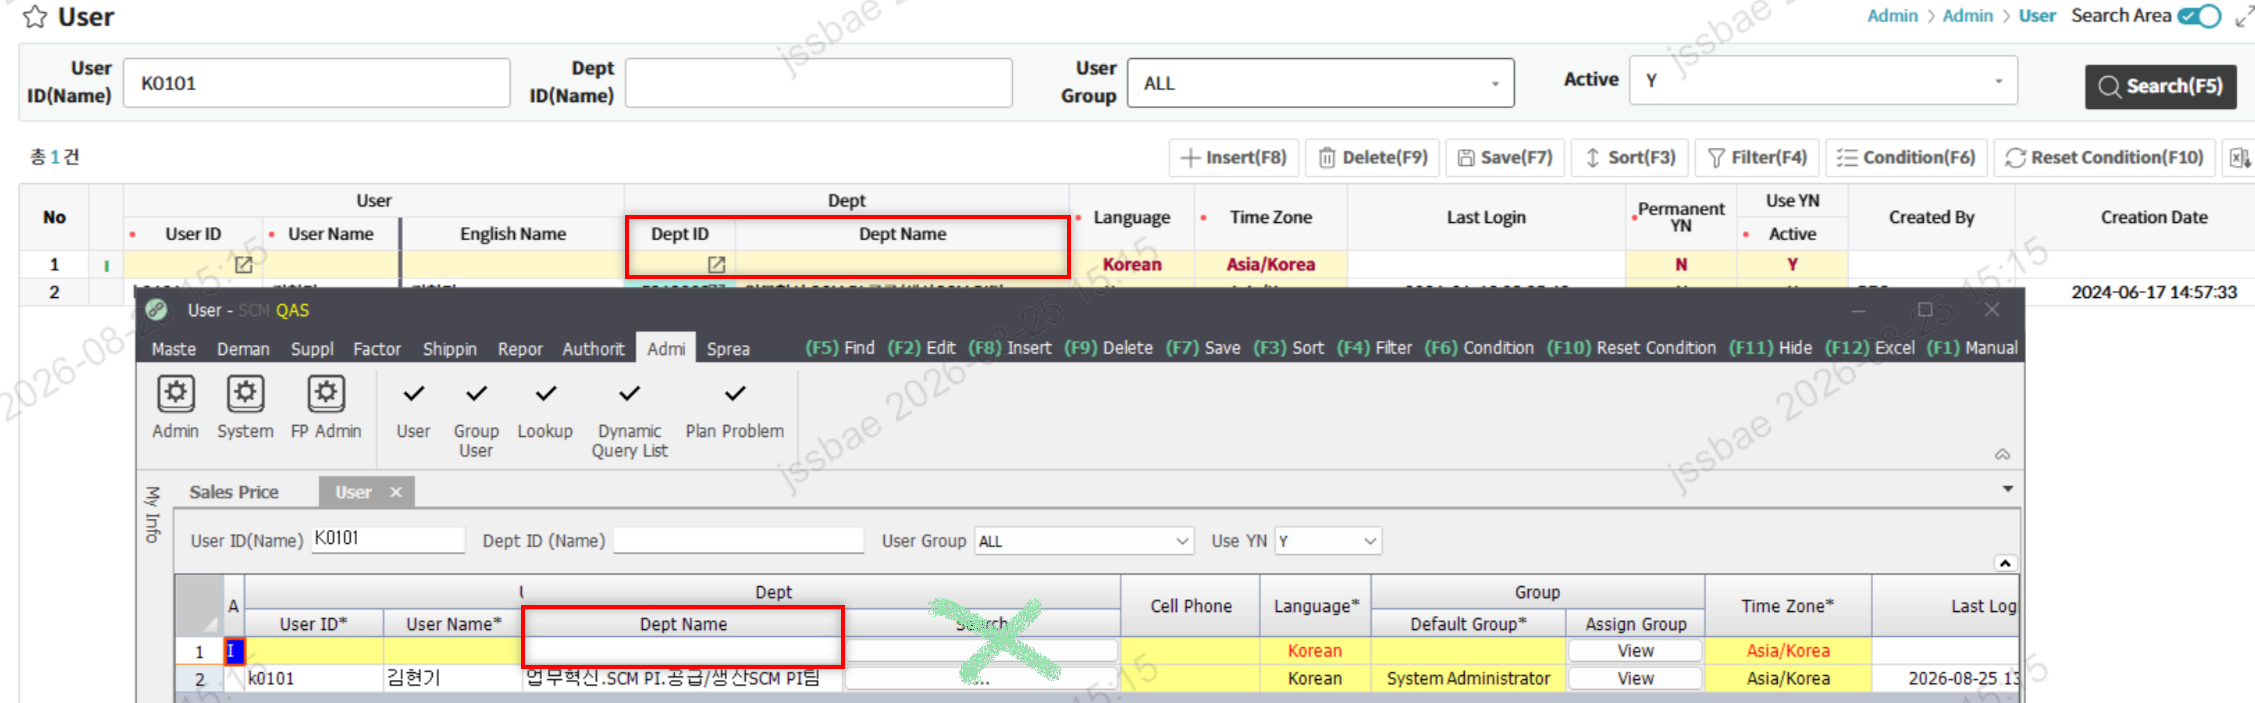 User
Admin > Admin > User Search Area
User ID(Name) K0101 Dept ID(Name) User Group ALL Active Y Search(F5)
총 1 건
Insert(F8) Delete(F9) Save(F7) Sort(F3) Filter(F4) Condition(F6) Reset Condition(F10)
No User Dept Language Time Zone Last Login Permanent YN Use YN Created By Creation Date
User ID User Name English Name Dept ID Dept Name Active
1 I Korean Asia/Korea N Y
2 2024-06-17 14:57:33
User - SCM QAS
Maste Deman Suppl Factor Shippin Repor Authorit Admi Sprea (F5) Find (F2) Edit (F8) Insert (F9) Delete (F7) Save (F3) Sort (F4) Filter (F6) Condition (F10) Reset Condition (F11) Hide (F12) Excel (F1) Manual
Admin System FP Admin User Group User Lookup Dynamic Query List Plan Problem
My Info
Sales Price User ×
User ID(Name) K0101 Dept ID (Name) User Group ALL Use YN Y
A Dept Cell Phone Language* Group Time Zone* Last Log
User ID* User Name* Dept Name Search Default Group* Assign Group
1 I Korean View Asia/Korea
2 k0101 김현기 업무혁신.SCM PI.공급/생산SCM PI팀 ... Korean System Administrator View Asia/Korea 2026-08-25 13
jssbae 2026-08-25 15:15